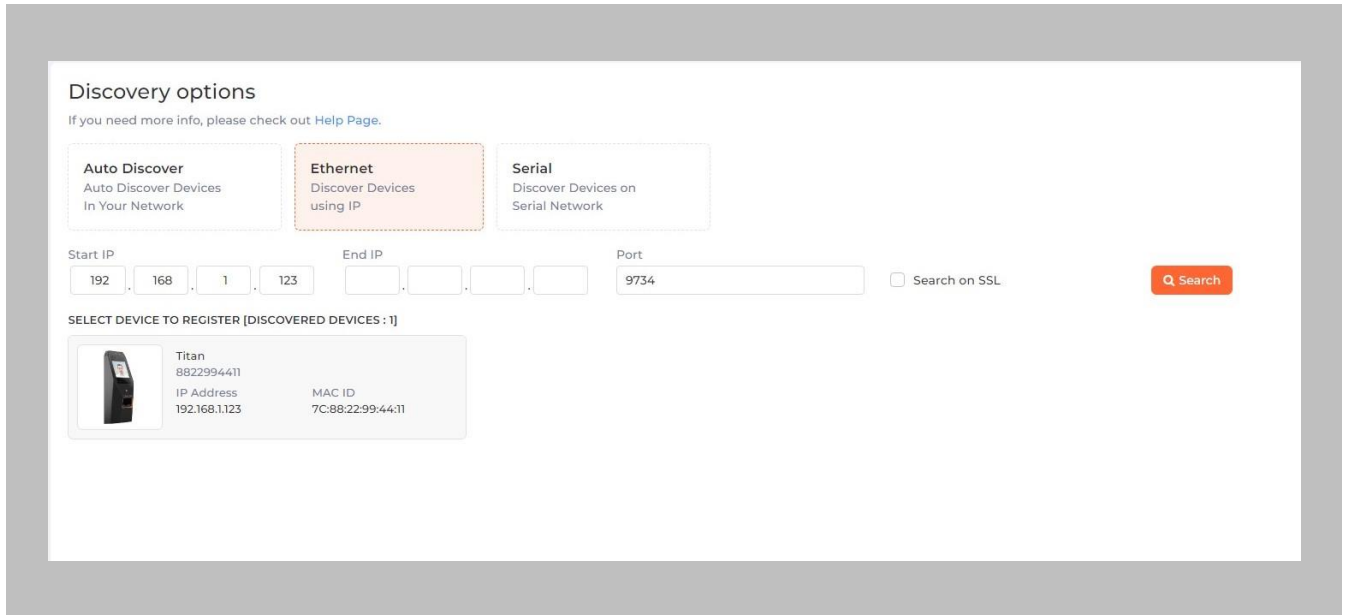 Discovery options
If you need more info, please check out Help Page.
Auto Discover
Auto Discover Devices
In Your Network
Ethernet
Discover Devices
using IP
Serial
Discover Devices on
Serial Network
Start IP
End IP
Port
192 . 168 . 1 . 123
. . .
9734
Search on SSL
Search
SELECT DEVICE TO REGISTER [DISCOVERED DEVICES : 1]
Titan
8822994411
IP Address
MAC ID
192.168.1.123
7C:88:22:99:44:11